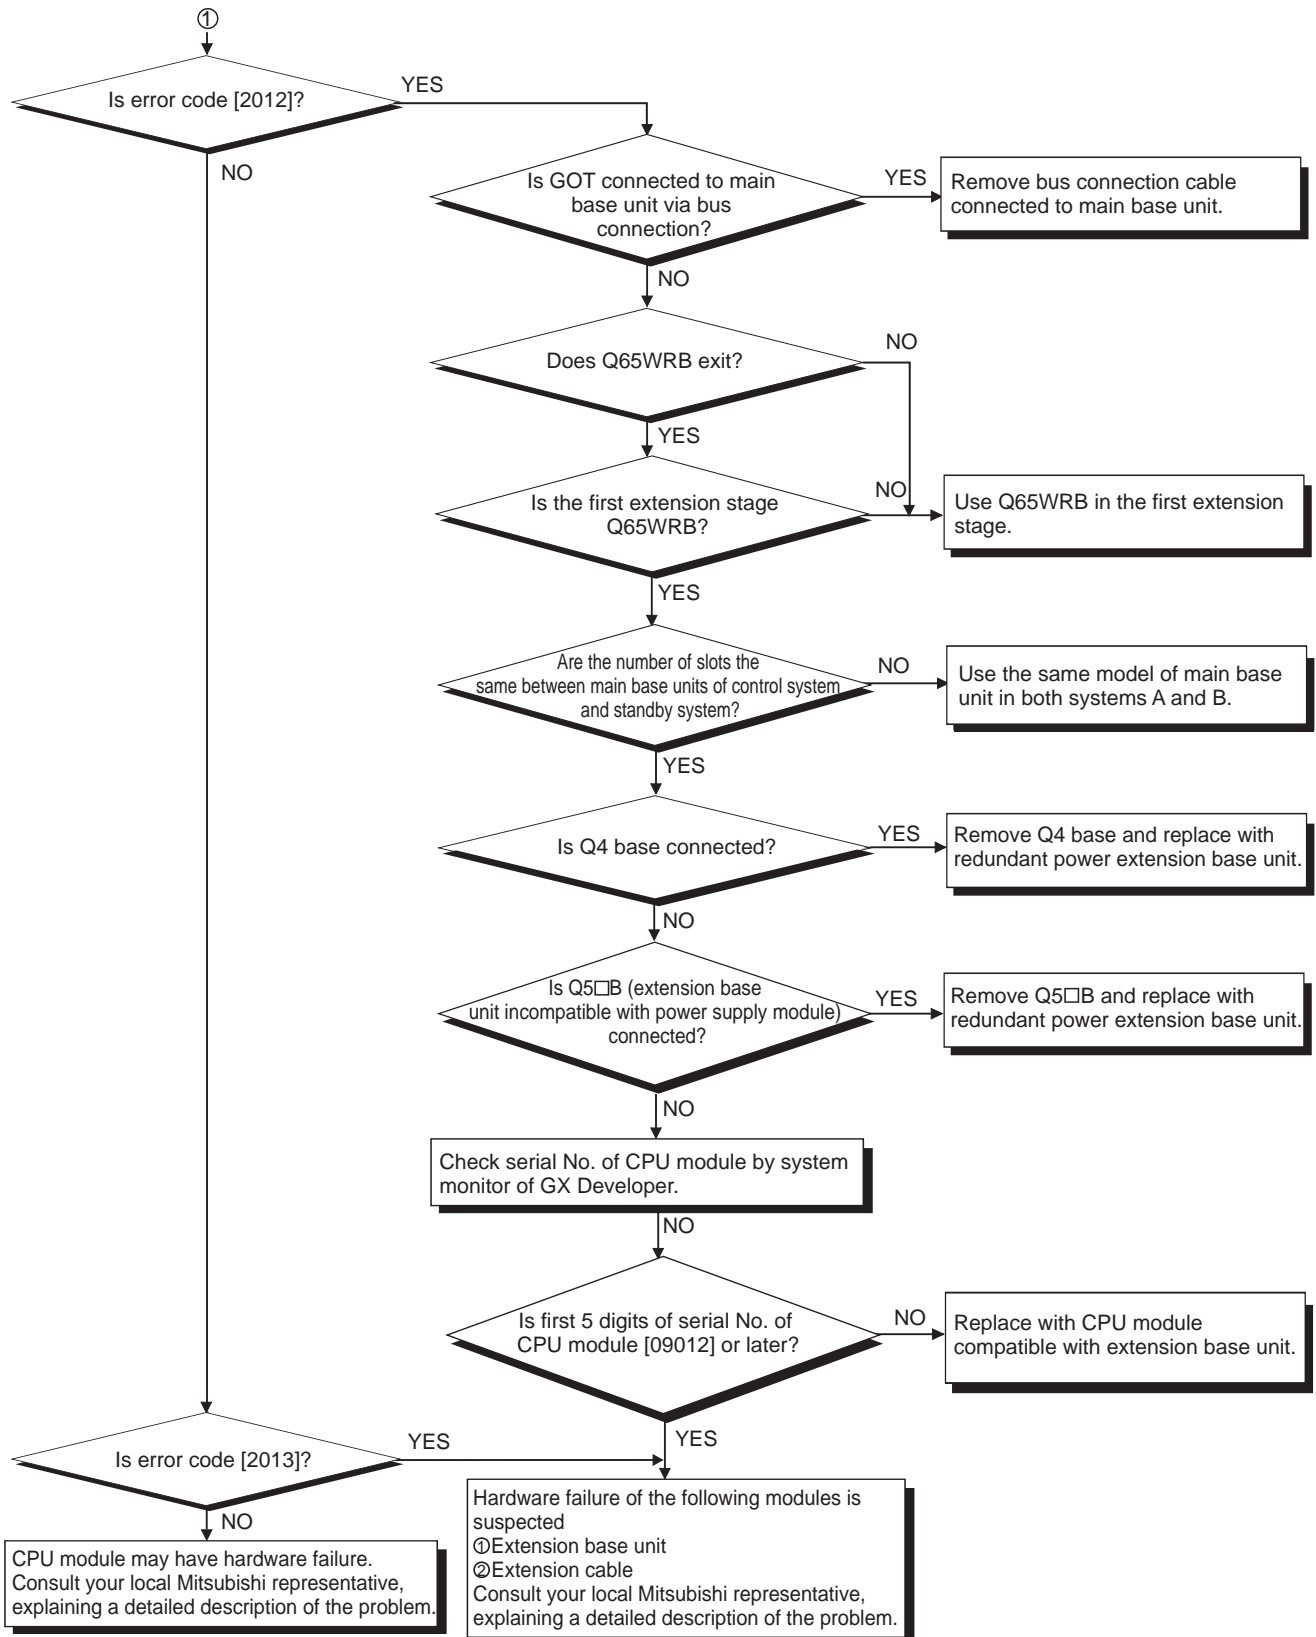 ①
Is error code [2012]?
YES
NO
Is GOT connected to main
base unit via bus
connection?
YES
Remove bus connection cable
connected to main base unit.
NO
Does Q65WRB exit?
NO
YES
Is the first extension stage
Q65WRB?
NO
Use Q65WRB in the first extension
stage.
YES
Are the number of slots the
same between main base units of control system
and standby system?
NO
Use the same model of main base
unit in both systems A and B.
YES
Is Q4 base connected?
YES
Remove Q4 base and replace with
redundant power extension base unit.
NO
Is Q5□B (extension base
unit incompatible with power supply module)
connected?
YES
Remove Q5□B and replace with
redundant power extension base unit.
NO
Check serial No. of CPU module by system
monitor of GX Developer.
NO
Is first 5 digits of serial No. of
CPU module [09012] or later?
NO
Replace with CPU module
compatible with extension base unit.
YES
Is error code [2013]?
YES
NO
CPU module may have hardware failure.
Consult your local Mitsubishi representative,
explaining a detailed description of the problem.
Hardware failure of the following modules is
suspected
①Extension base unit
②Extension cable
Consult your local Mitsubishi representative,
explaining a detailed description of the problem.